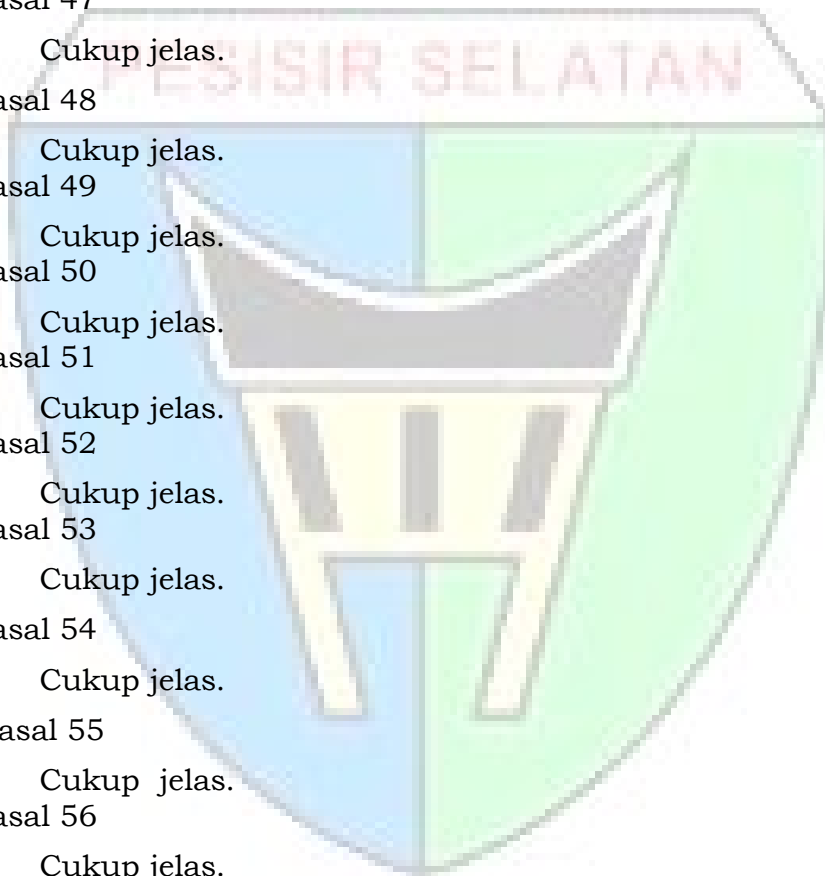 asal 47
PESISIR SELATAN
Cukup jelas.
asal 48
Cukup jelas.
asal 49
Cukup jelas.
asal 50
Cukup jelas.
asal 51
Cukup jelas.
asal 52
Cukup jelas.
asal 53
Cukup jelas.
asal 54
Cukup jelas.
asal 55
Cukup jelas.
asal 56
Cukup jelas.